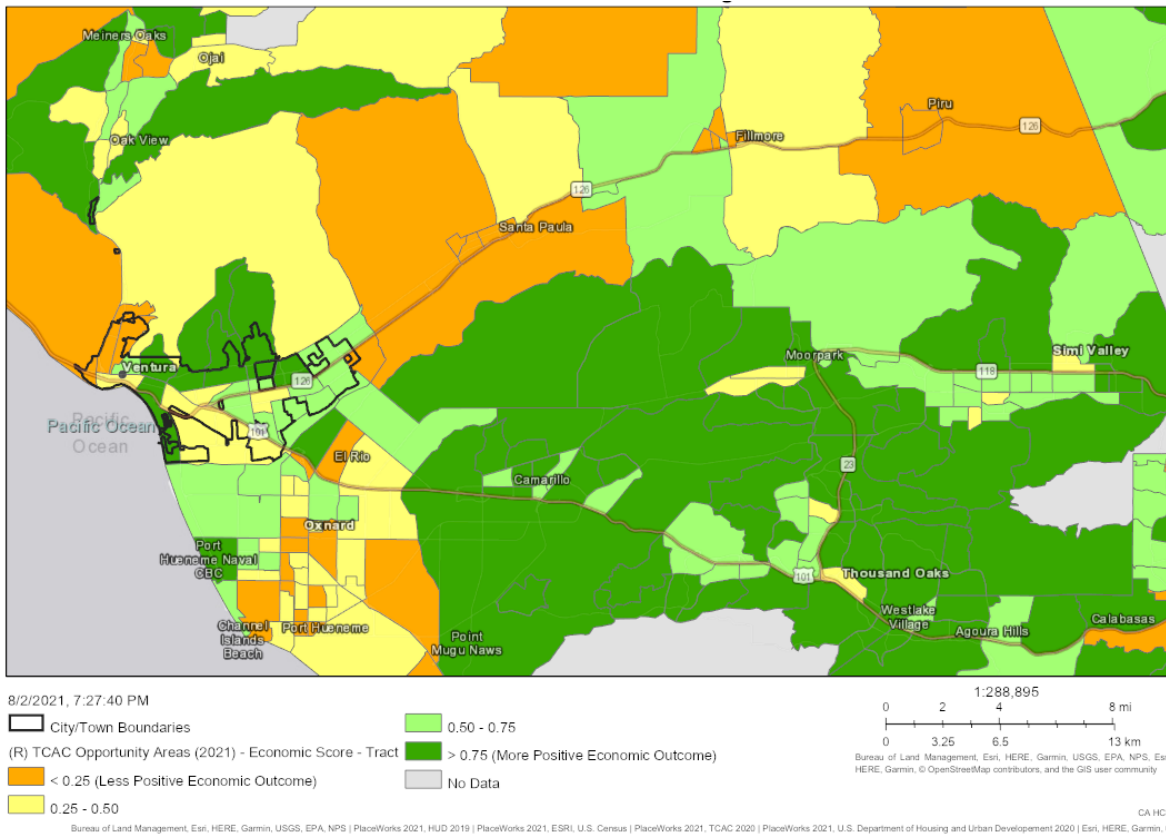 Meiners Oaks
Ojai
Piru
126
Fillmore
Oak View
126
Santa Paula
Moorpark
Simi Valley
118
Ventura
126
Pacific Ocean
Pacific
Ocean
101
El Rio
23
Camarillo
Oxnard
Port
Hueneme Naval
CBC
101
Thousand Oaks
Westlake
Village
Agoura Hills
Calabasas
Channel
Islands
Beach
Port Hueneme
Point
Mugu Naws
8/2/2021, 7:27:40 PM
City/Town Boundaries
(R) TCAC Opportunity Areas (2021) - Economic Score - Tract
< 0.25 (Less Positive Economic Outcome)
0.25 - 0.50
0.50 - 0.75
> 0.75 (More Positive Economic Outcome)
No Data
1:288,895
0 2 4 8 mi
0 3.25 6.5 13 km
Bureau of Land Management, Esri, HERE, Garmin, USGS, EPA, NPS, Es
HERE, Garmin, © OpenStreetMap contributors, and the GIS user community
CA HC
Bureau of Land Management, Esri, HERE, Garmin, USGS, EPA, NPS | PlaceWorks 2021, HUD 2019 | PlaceWorks 2021, ESRI, U.S. Census | PlaceWorks 2021, TCAC 2020 | PlaceWorks 2021, U.S. Department of Housing and Urban Developement 2020 | Esri, HERE, Garmin,